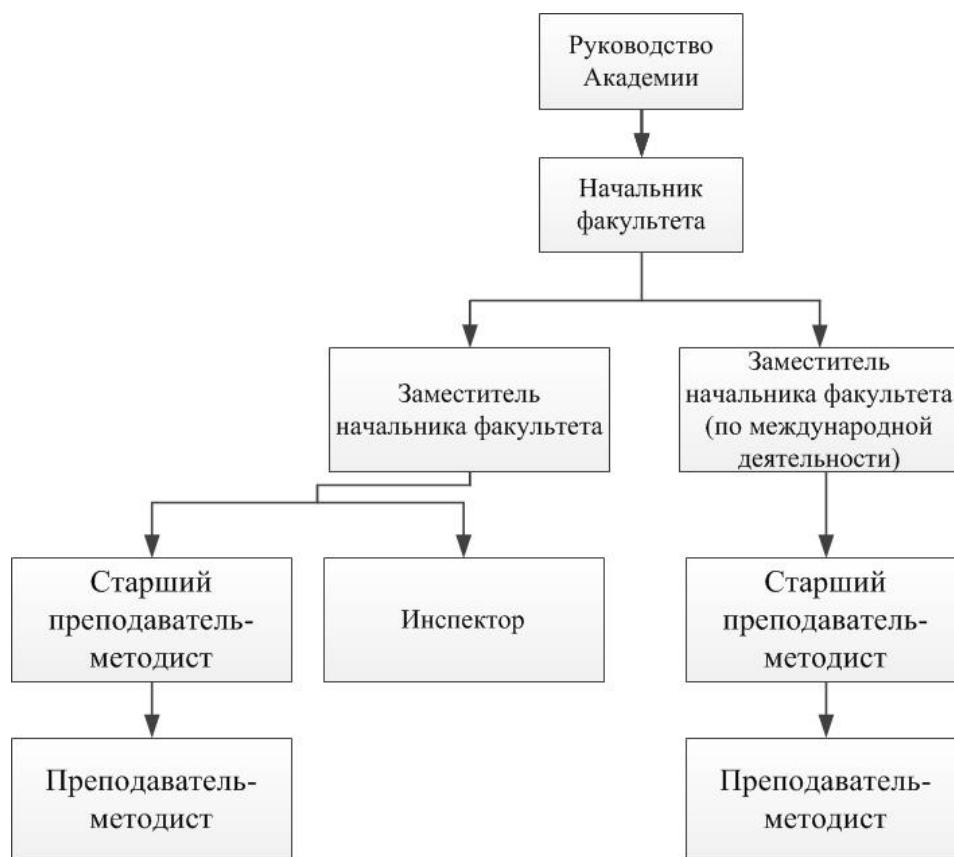 Руководство
Академии
Начальник
факультета
Заместитель
начальника факультета
Заместитель
начальника факультета
(по международной
деятельности)
Старший
преподаватель-
методист
Инспектор
Старший
преподаватель-
методист
Преподаватель-
методист
Преподаватель-
методист